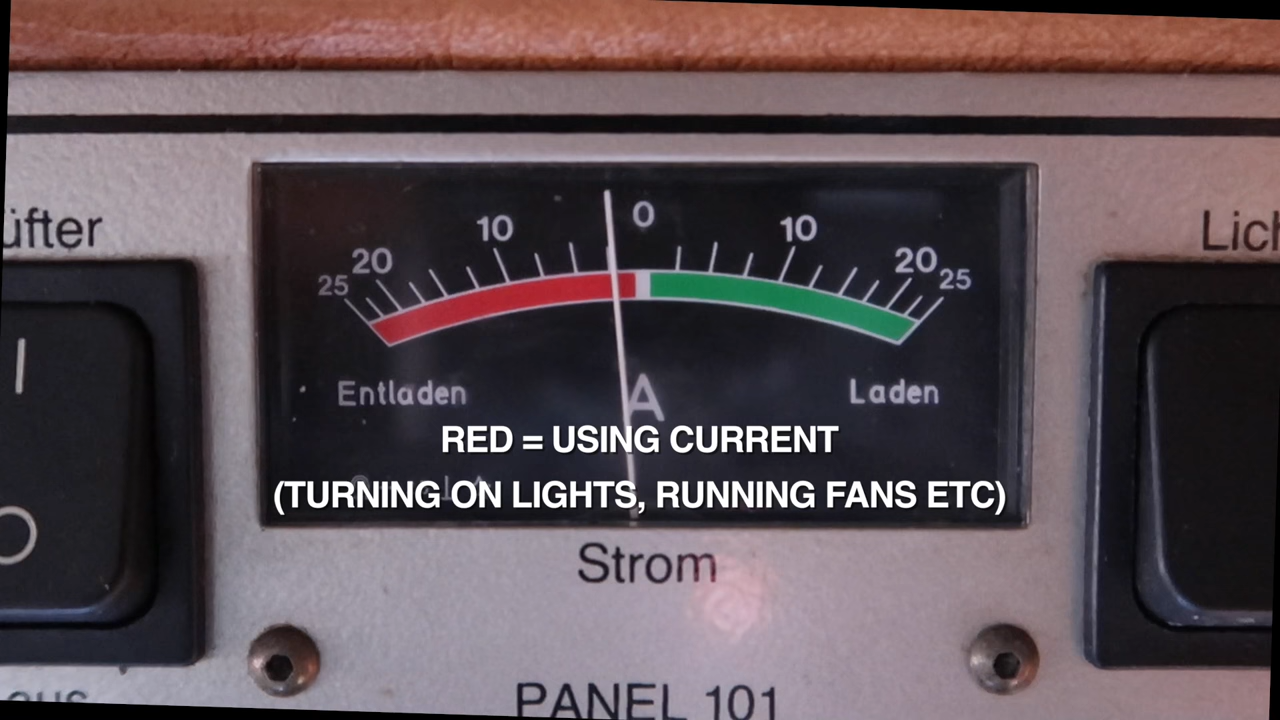 üfter
Lich
25 20 10 0 10 20 25
I
Entladen
A
Laden
RED = USING CURRENT
(TURNING ON LIGHTS, RUNNING FANS ETC)
O
Strom
PANEL 101